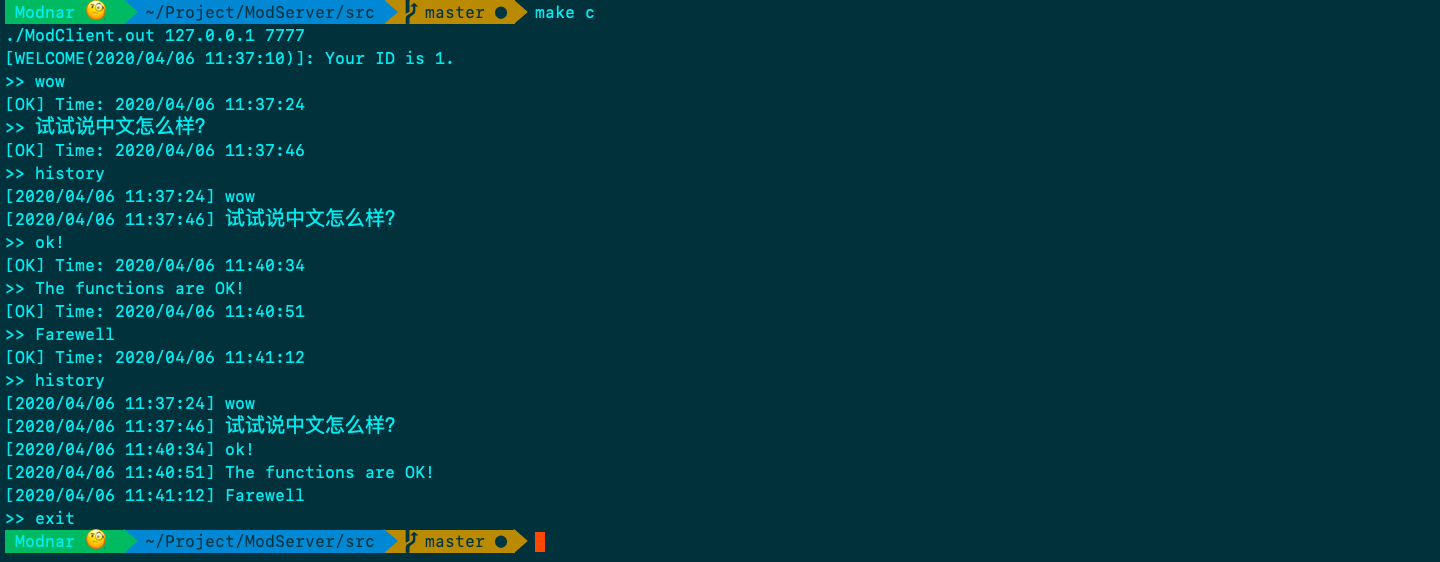 Modnar 🧐 ~/Project/ModServer/src master ● make c
./ModClient.out 127.0.0.1 7777
[WELCOME(2020/04/06 11:37:10)]: Your ID is 1.
>> wow
[OK] Time: 2020/04/06 11:37:24
>> 试试说中文怎么样?
[OK] Time: 2020/04/06 11:37:46
>> history
[2020/04/06 11:37:24] wow
[2020/04/06 11:37:46] 试试说中文怎么样?
>> ok!
[OK] Time: 2020/04/06 11:40:34
>> The functions are OK!
[OK] Time: 2020/04/06 11:40:51
>> Farewell
[OK] Time: 2020/04/06 11:41:12
>> history
[2020/04/06 11:37:24] wow
[2020/04/06 11:37:46] 试试说中文怎么样?
[2020/04/06 11:40:34] ok!
[2020/04/06 11:40:51] The functions are OK!
[2020/04/06 11:41:12] Farewell
>> exit
Modnar 🧐 ~/Project/ModServer/src master ●